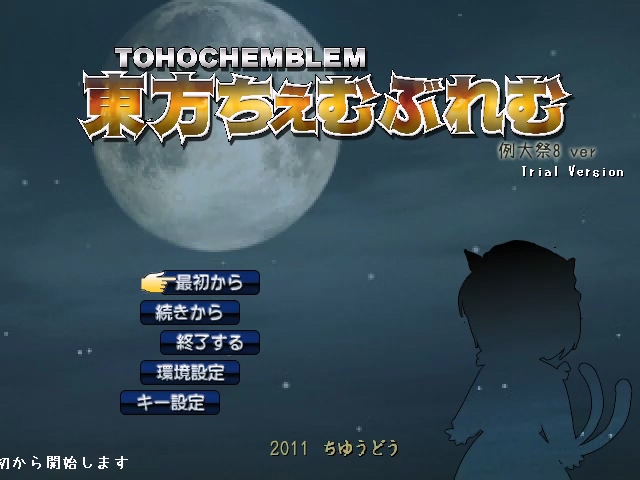 TOHOCHEMBLEM
東方ちぇむぶれむ
例大祭8 ver
Trial Version
最初から
続きから
終了する
環境設定
キー設定
2011 ちゆうどう
初から開始します